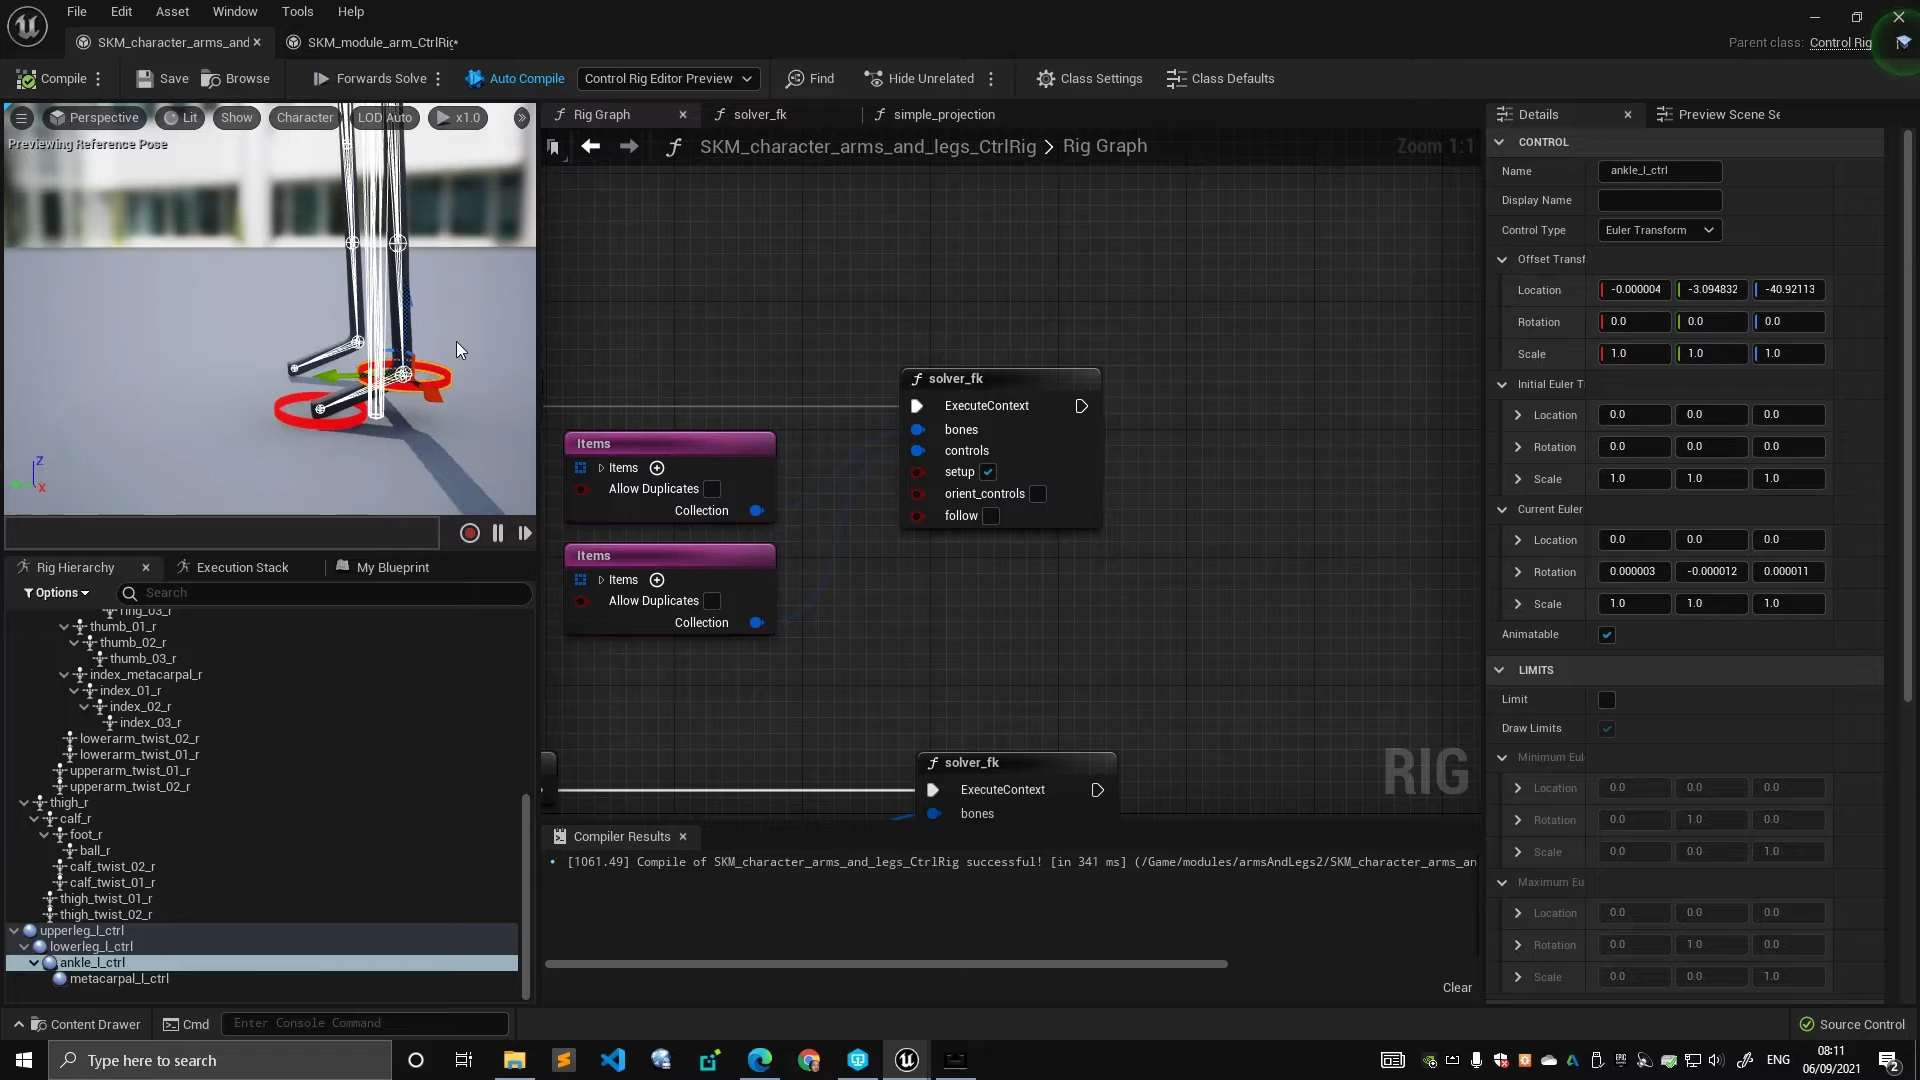 File Edit Asset Window Tools Help
SKM_character_arms_and
SKM_module_arm_CtrlRig*
Parent class: Control Rig
Compile
Save
Browse
Forwards Solve
Auto Compile
Control Rig Editor Preview
Find
Hide Unrelated
Class Settings
Class Defaults
Perspective
Lit
Show
Character
LOD Auto
x1.0
Previewing Reference Pose
Z
X
Rig Graph
solver_fk
simple_projection
SKM_character_arms_and_legs_CtrlRig > Rig Graph
Zoom 1:1
solver_fk
ExecuteContext
bones
controls
setup
orient_controls
follow
Items
Items
Allow Duplicates
Collection
Items
Items
Allow Duplicates
Collection
solver_fk
ExecuteContext
bones
RIG
Rig Hierarchy
Execution Stack
My Blueprint
Options
Search
ring_03_r
thumb_01_r
thumb_02_r
thumb_03_r
index_metacarpal_r
index_01_r
index_02_r
index_03_r
lowerarm_twist_02_r
lowerarm_twist_01_r
upperarm_twist_01_r
upperarm_twist_02_r
thigh_r
calf_r
foot_r
ball_r
calf_twist_02_r
calf_twist_01_r
thigh_twist_01_r
thigh_twist_02_r
upperleg_l_ctrl
lowerleg_l_ctrl
ankle_l_ctrl
metacarpal_l_ctrl
Compiler Results
[1061.49] Compile of SKM_character_arms_and_legs_CtrlRig successful! [in 341 ms] (/Game/modules/armsAndLegs2/SKM_character_arms_an
Clear
Details
Preview Scene Se
CONTROL
Name ankle_l_ctrl
Display Name
Control Type Euler Transform
Offset Transf
Location -0.000004 -3.094832 -40.92113
Rotation 0.0 0.0 0.0
Scale 1.0 1.0 1.0
Initial Euler T
Location 0.0 0.0 0.0
Rotation 0.0 0.0 0.0
Scale 1.0 1.0 1.0
Current Euler
Location 0.0 0.0 0.0
Rotation 0.000003 -0.000012 0.000011
Scale 1.0 1.0 1.0
Animatable
LIMITS
Limit
Draw Limits
Minimum Eul
Location 0.0 0.0 0.0
Rotation 0.0 1.0 0.0
Scale 0.0 0.0 1.0
Maximum Eu
Location 0.0 0.0 0.0
Rotation 0.0 1.0 0.0
Scale 0.0 0.0 1.0
Content Drawer
Cmd
Enter Console Command
Source Control
Type here to search
ENG
08:11
06/09/2021
2